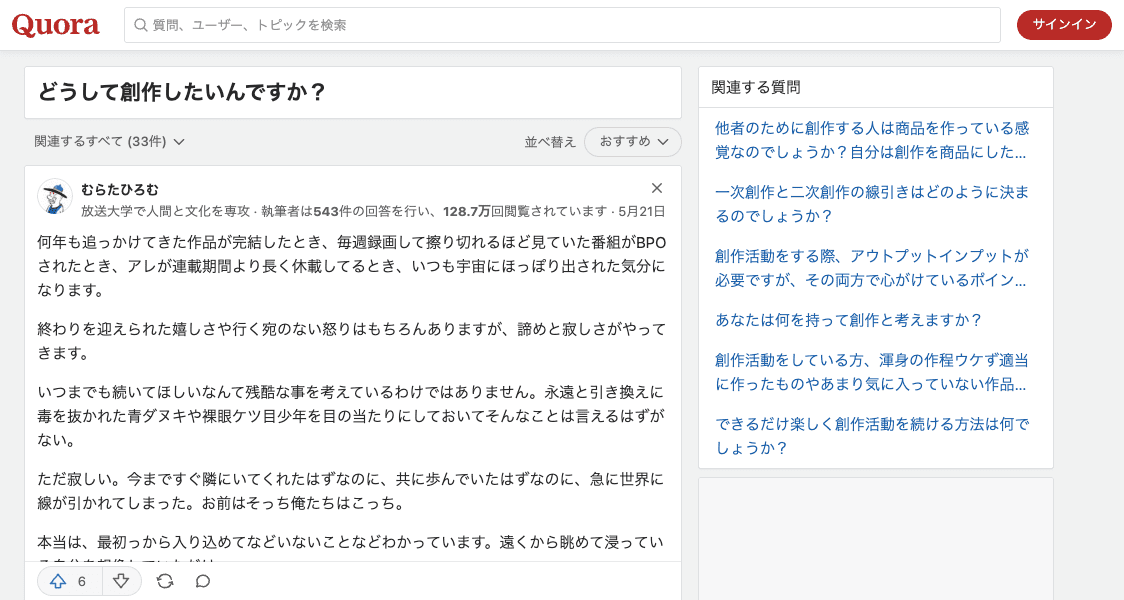 Quora
質問、ユーザー、トピックを検索
サインイン
どうして創作したいんですか？
関連するすべて (33件)
並べ替え
おすすめ
むらたひろむ
放送大学で人間と文化を専攻 · 執筆者は543件の回答を行い、128.7万回閲覧されています · 5月21日
何年も追っかけてきた作品が完結したとき、毎週録画して擦り切れるほど見ていた番組がBPO
されたとき、アレが連載期間より長く休載してるとき、いつも宇宙にほっぽり出された気分に
なります。
終わりを迎えられた嬉しさや行く宛のない怒りはもちろんありますが、諦めと寂しさがやって
きます。
いつまでも続いてほしいなんて残酷な事を考えているわけではありません。永遠と引き換えに
毒を抜かれた青ダヌキや裸眼ケツ目少年を目の当たりにしておいてそんなことは言えるはずが
ない。
ただ寂しい。今まですぐ隣にいてくれたはずなのに、共に歩んでいたはずなのに、急に世界に
線が引かれてしまった。お前はそっち俺たちはこっち。
本当は、最初っから入り込めてなどいないことなどわかっています。遠くから眺めて浸ってい
6
関連する質問
他者のために創作する人は商品を作っている感
覚なのでしょうか？自分は創作を商品にした...
一次創作と二次創作の線引きはどのように決ま
るのでしょうか？
創作活動をする際、アウトプットインプットが
必要ですが、その両方で心がけているポイン...
あなたは何を持って創作と考えますか？
創作活動をしている方、渾身の作程ウケず適当
に作ったものやあまり気に入っていない作品...
できるだけ楽しく創作活動を続ける方法は何で
しょうか？